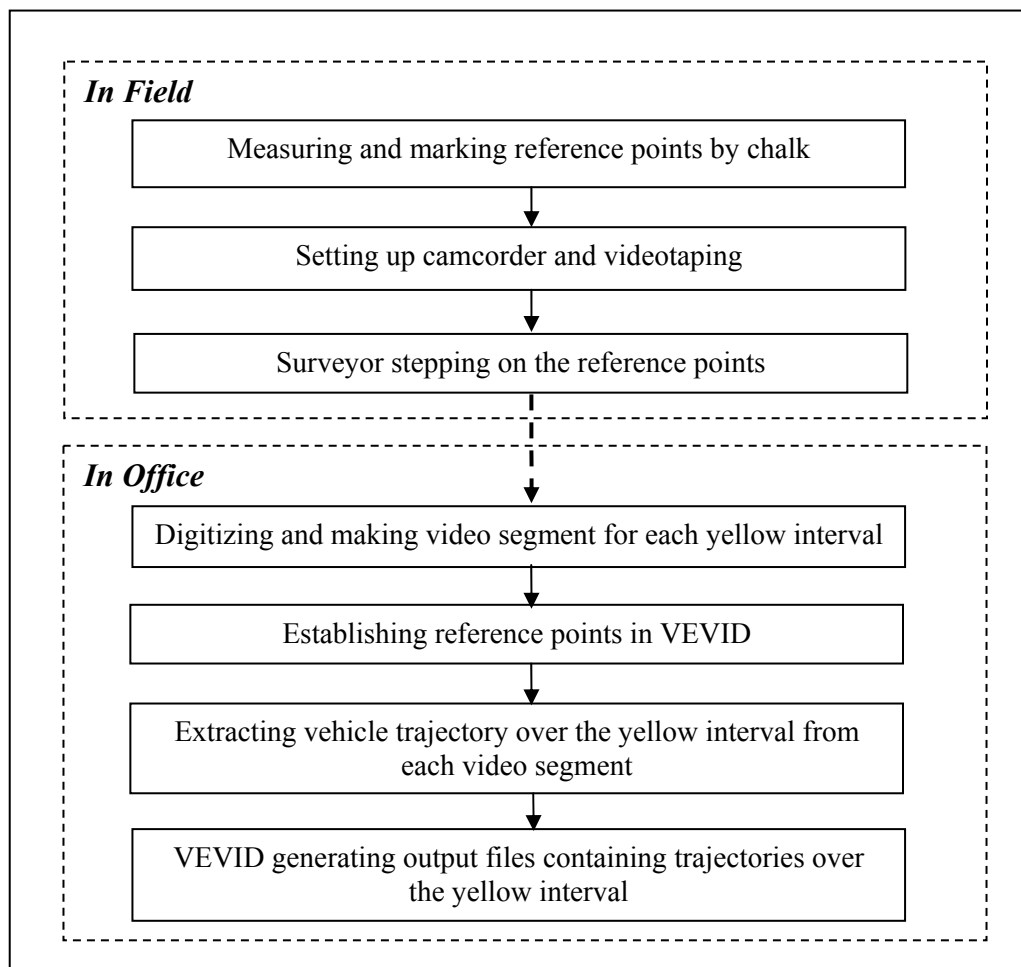 In Field
Measuring and marking reference points by chalk
Setting up camcorder and videotaping
Surveyor stepping on the reference points
In Office
Digitizing and making video segment for each yellow interval
Establishing reference points in VEVID
Extracting vehicle trajectory over the yellow interval from
each video segment
VEVID generating output files containing trajectories over
the yellow interval